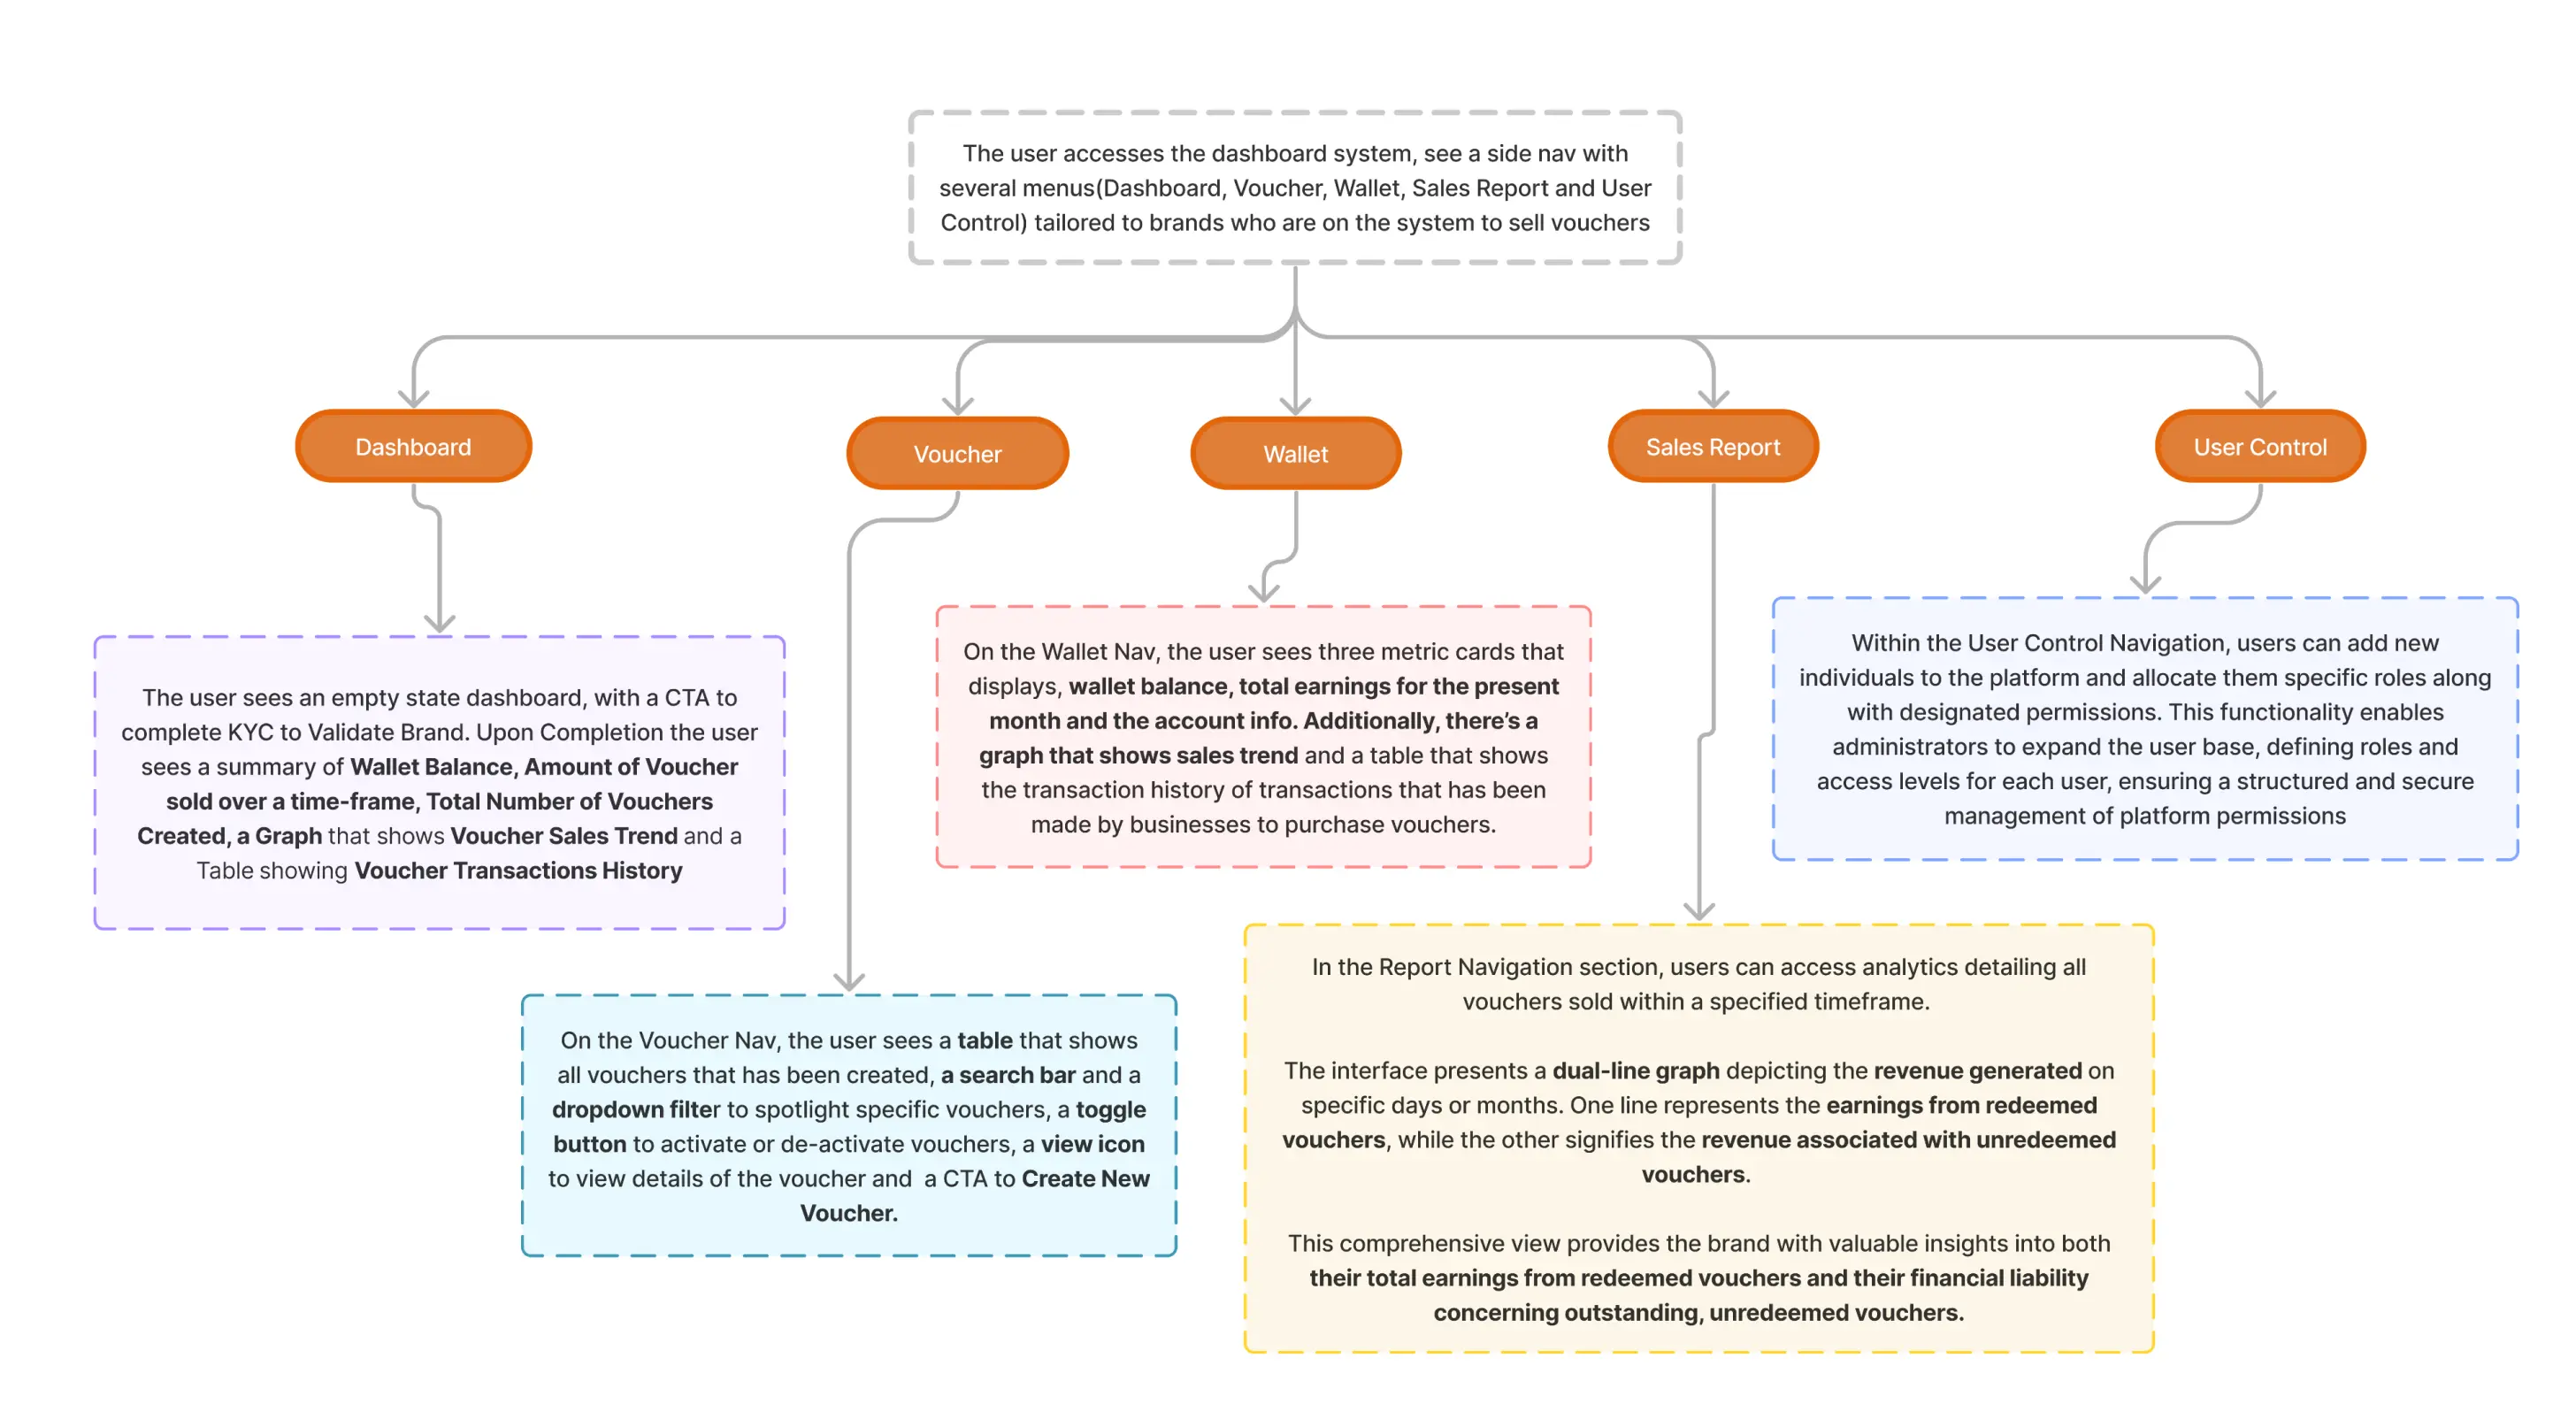 The user accesses the dashboard system, see a side nav with
several menus(Dashboard, Voucher, Wallet, Sales Report and User
Control) tailored to brands who are on the system to sell vouchers
Dashboard
Voucher
Wallet
Sales Report
User Control
The user sees an empty state dashboard, with a CTA to
complete KYC to Validate Brand. Upon Completion the user
sees a summary of Wallet Balance, Amount of Voucher
sold over a time-frame, Total Number of Vouchers
Created, a Graph that shows Voucher Sales Trend and a
Table showing Voucher Transactions History
On the Voucher Nav, the user sees a table that shows
all vouchers that has been created, a search bar and a
dropdown filter to spotlight specific vouchers, a toggle
button to activate or de-activate vouchers, a view icon
to view details of the voucher and  a CTA to Create New
Voucher.
On the Wallet Nav, the user sees three metric cards that
displays, wallet balance, total earnings for the present
month and the account info. Additionally, there’s a
graph that shows sales trend and a table that shows
the transaction history of transactions that has been
made by businesses to purchase vouchers.
In the Report Navigation section, users can access analytics detailing all
vouchers sold within a specified timeframe.
The interface presents a dual-line graph depicting the revenue generated on
specific days or months. One line represents the earnings from redeemed
vouchers, while the other signifies the revenue associated with unredeemed
vouchers.
This comprehensive view provides the brand with valuable insights into both
their total earnings from redeemed vouchers and their financial liability
concerning outstanding, unredeemed vouchers.
Within the User Control Navigation, users can add new
individuals to the platform and allocate them specific roles along
with designated permissions. This functionality enables
administrators to expand the user base, defining roles and
access levels for each user, ensuring a structured and secure
management of platform permissions